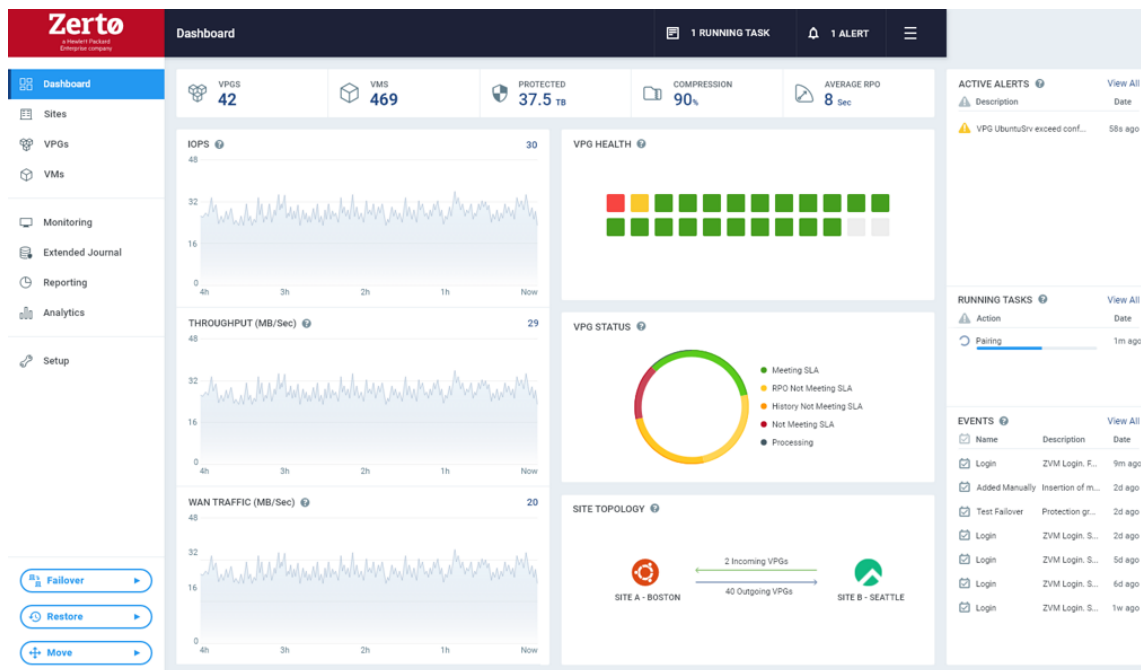 Zertø
a Hewlett Packard
Enterprise company
Dashboard
1 RUNNING TASK
1 ALERT
Dashboard
Sites
VPGs
VMs
Monitoring
Extended Journal
Reporting
Analytics
Setup
Failover
Restore
Move
VPGS
42
VMS
469
PROTECTED
37.5 TB
COMPRESSION
90%
AVERAGE RPO
8 Sec
IOPS
30
48
32
16
0
4h 3h 2h 1h Now
THROUGHPUT (MB/Sec)
29
48
32
16
0
4h 3h 2h 1h Now
WAN TRAFFIC (MB/Sec)
20
48
32
16
0
4h 3h 2h 1h Now
VPG HEALTH
VPG STATUS
Meeting SLA
RPO Not Meeting SLA
History Not Meeting SLA
Not Meeting SLA
Processing
SITE TOPOLOGY
2 Incoming VPGs
40 Outgoing VPGs
SITE A - BOSTON
SITE B - SEATTLE
ACTIVE ALERTS View All
Description Date
VPG UbuntuSrv exceed conf... 58s ago
RUNNING TASKS View All
Action Date
Pairing 1m ago
EVENTS View All
Name Description Date
Login ZVM Login. F... 9m ago
Added Manually Insertion of m... 2d ago
Test Failover Protection gr... 2d ago
Login ZVM Login. S... 2d ago
Login ZVM Login. S... 5d ago
Login ZVM Login. S... 6d ago
Login ZVM Login. S... 1w ago